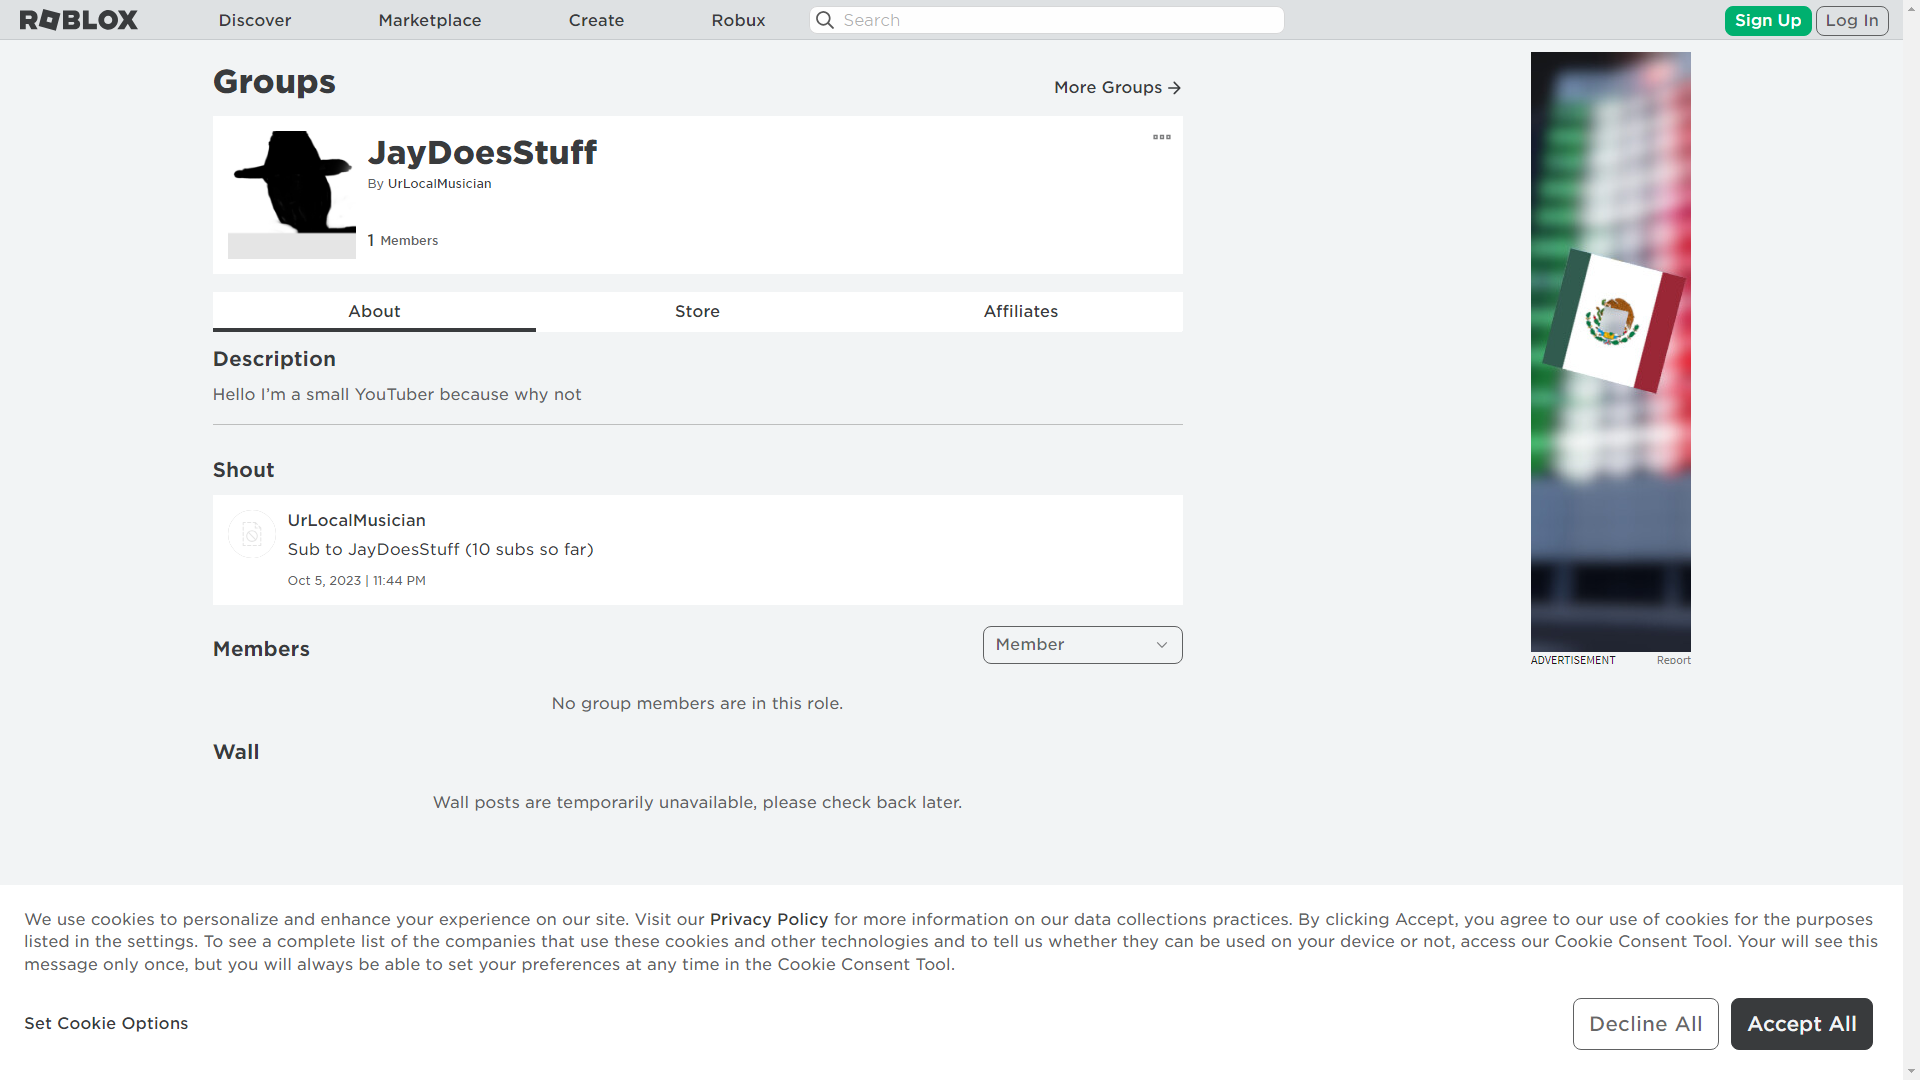 ROBLOX
Discover
Marketplace
Create
Robux
Search
Sign Up
Log In
Groups
More Groups
JayDoesStuff
By UrLocalMusician
1 Members
About
Store
Affiliates
Description
Hello I’m a small YouTuber because why not
Shout
UrLocalMusician
Sub to JayDoesStuff (10 subs so far)
Oct 5, 2023 | 11:44 PM
Members
Member
No group members are in this role.
Wall
Wall posts are temporarily unavailable, please check back later.
ADVERTISEMENT
Report
We use cookies to personalize and enhance your experience on our site. Visit our Privacy Policy for more information on our data collections practices. By clicking Accept, you agree to our use of cookies for the purposes
listed in the settings. To see a complete list of the companies that use these cookies and other technologies and to tell us whether they can be used on your device or not, access our Cookie Consent Tool. Your will see this
message only once, but you will always be able to set your preferences at any time in the Cookie Consent Tool.
Set Cookie Options
Decline All
Accept All